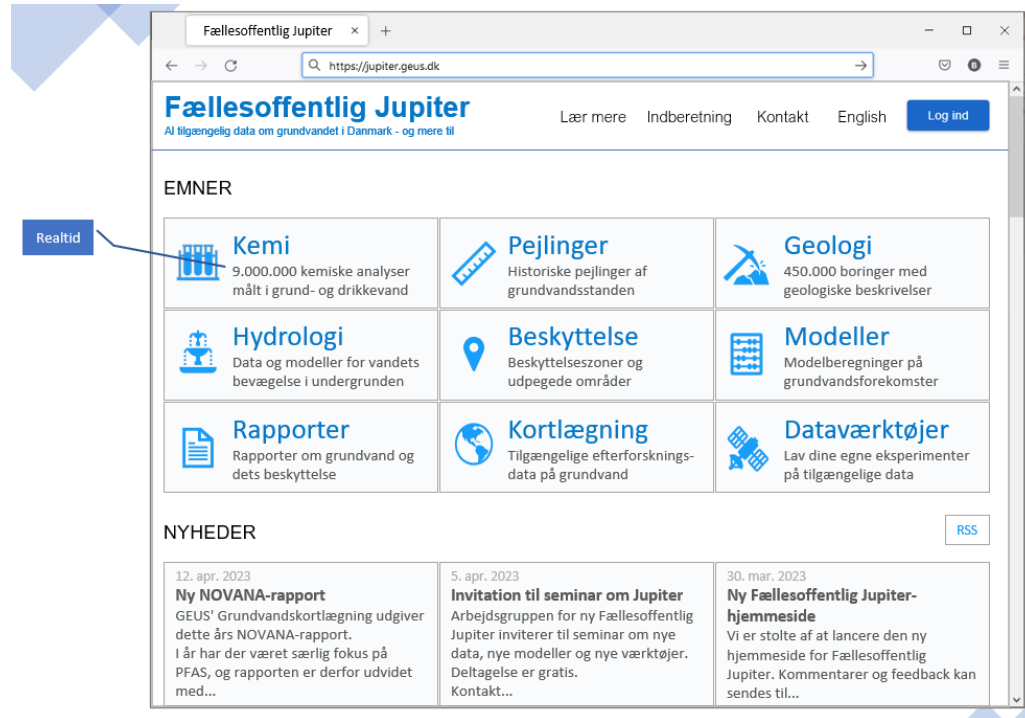 Fællesoffentlig Jupiter
https://jupiter.geus.dk
B
Fællesoffentlig Jupiter
Al tilgængelig data om grundvandet i Danmark - og mere til
Lær mere Indberetning Kontakt English Log ind
EMNER
Realtid
Kemi
9.000.000 kemiske analyser
målt i grund- og drikkevand
Pejlinger
Historiske pejlinger af
grundvandsstanden
Geologi
450.000 boringer med
geologiske beskrivelser
Hydrologi
Data og modeller for vandets
bevægelse i undergrunden
Beskyttelse
Beskyttelseszoner og
udpegede områder
Modeller
Modelberegninger på
grundvandsforekomster
Rapporter
Rapporter om grundvand og
dets beskyttelse
Kortlægning
Tilgængelige efterforsknings-
data på grundvand
Dataværktøjer
Lav dine egne eksperimenter
på tilgængelige data
NYHEDER
RSS
12. apr. 2023
Ny NOVANA-rapport
GEUS' Grundvandskortlægning udgiver
dette års NOVANA-rapport.
I år har der været særlig fokus på
PFAS, og rapporten er derfor udvidet
med...
5. apr. 2023
Invitation til seminar om Jupiter
Arbejdsgruppen for ny Fællesoffentlig
Jupiter inviterer til seminar om nye
data, nye modeller og nye værktøjer.
Deltagelse er gratis.
Kontakt...
30. mar. 2023
Ny Fællesoffentlig Jupiter-
hjemmeside
Vi er stolte af at lancere den ny
hjemmeside for Fællesoffentlig
Jupiter. Kommentarer og feedback kan
sendes til...